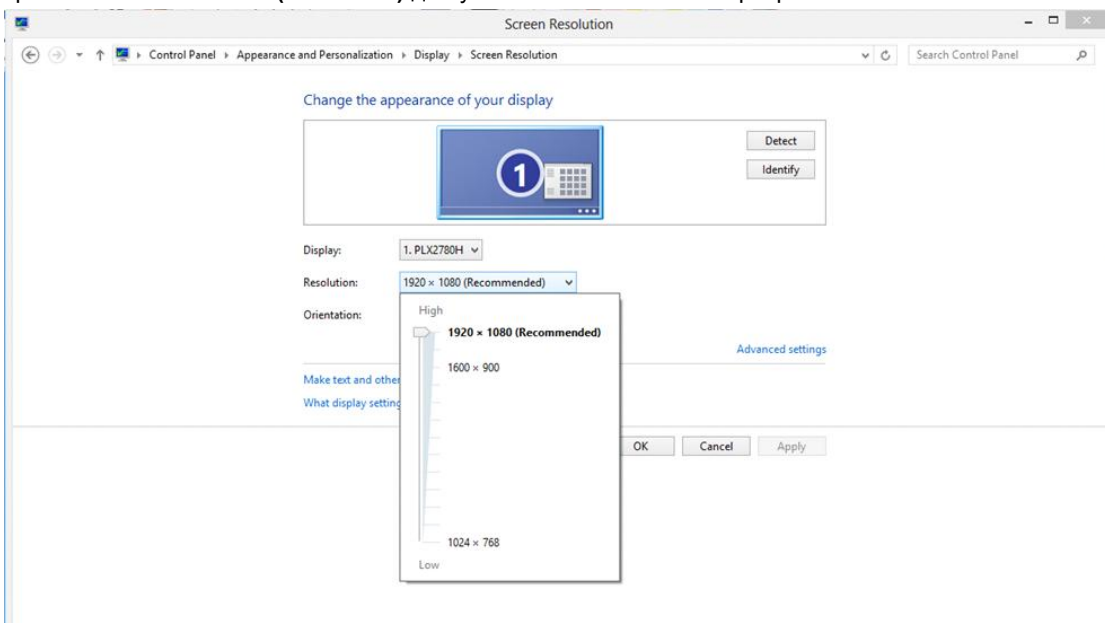 Screen Resolution
Control Panel ▸ Appearance and Personalization ▸ Display ▸ Screen Resolution
Search Control Panel
Change the appearance of your display
1
Detect
Identify
Display: 1. PLX2780H
Resolution: 1920 × 1080 (Recommended)
Orientation:
High
1920 × 1080 (Recommended)
1600 × 900
Advanced settings
Make text and other
What display setting
OK Cancel Apply
1024 × 768
Low